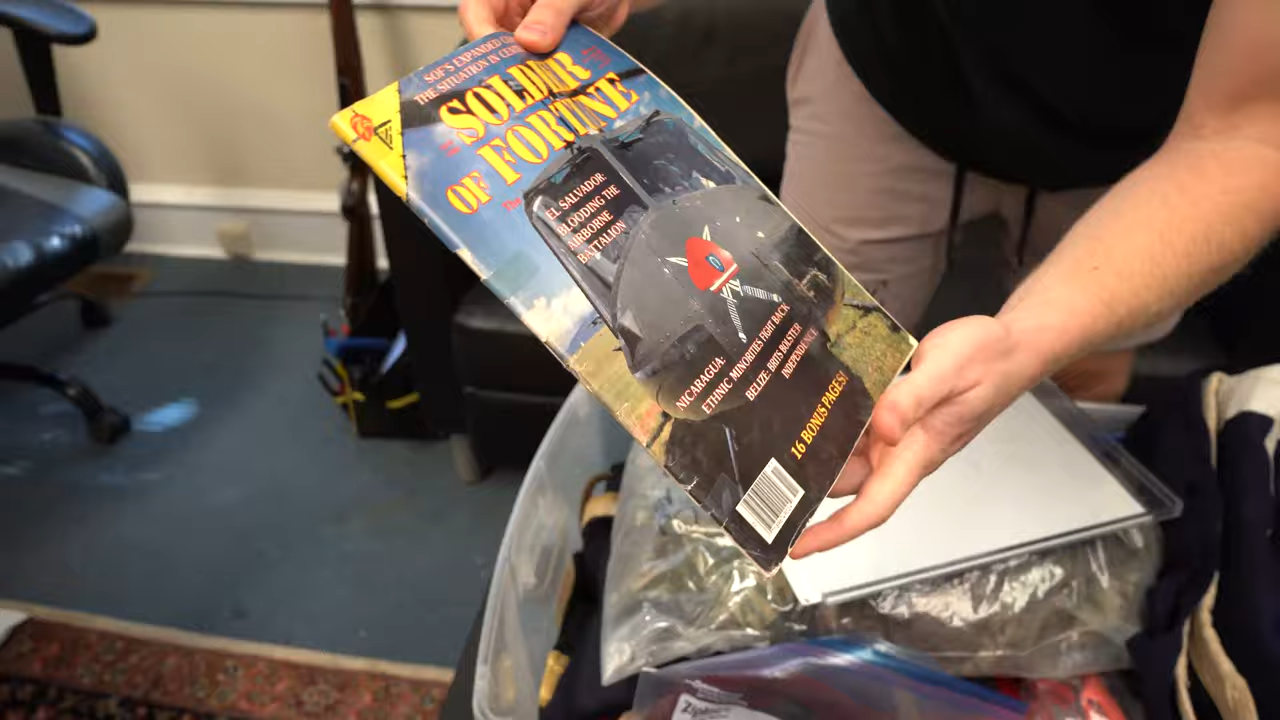 SOF'S EXPANDED
THE SITUATION IN
SOLDIER
OF FORTUNE
EL SALVADOR:
BLOODING THE
AIRBORNE
BATTALION
NICARAGUA:
ETHNIC MINORITIES FIGHT BACK
BELIZE: BRITS BOLSTER
INDEPENDENCE
16 BONUS PAGES!
Ziploc